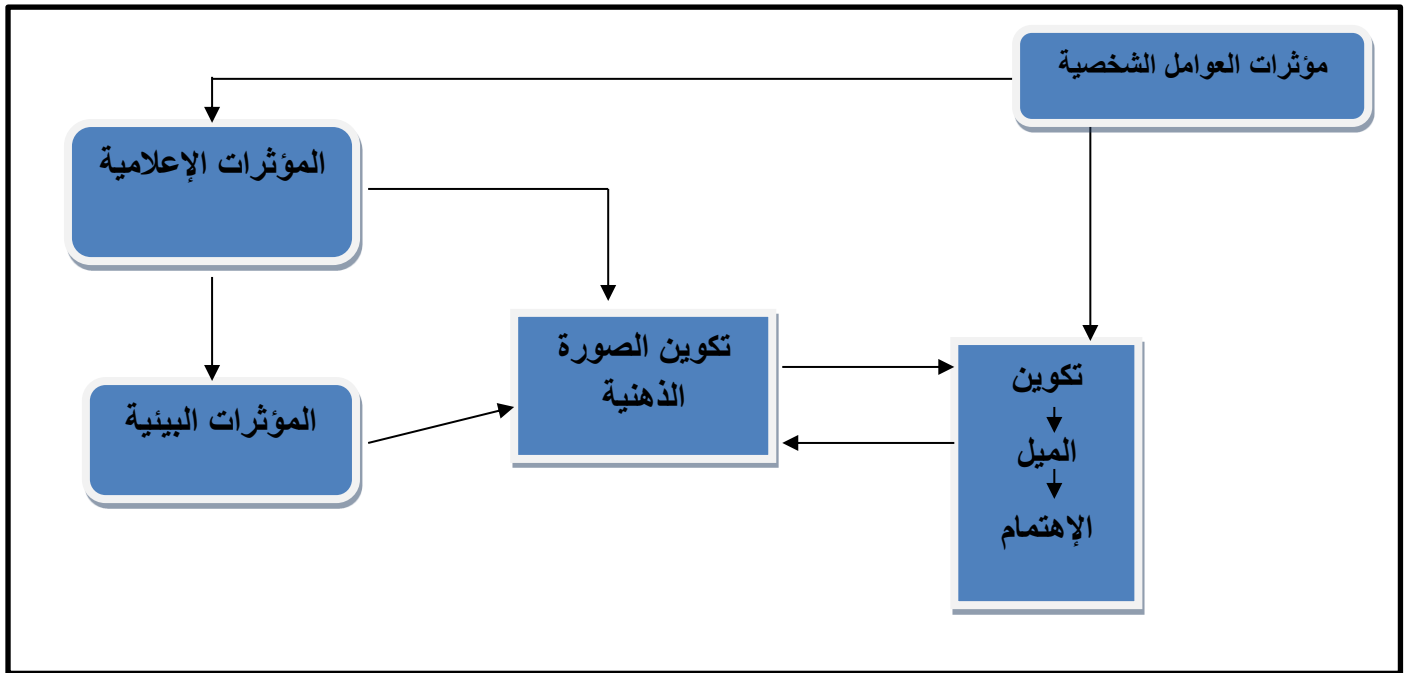 مؤثرات العوامل الشخصية
المؤثرات الإعلامية
تكوين الصورة
الذهنية
تكوين
الميل
الإهتمام
المؤثرات البيئية